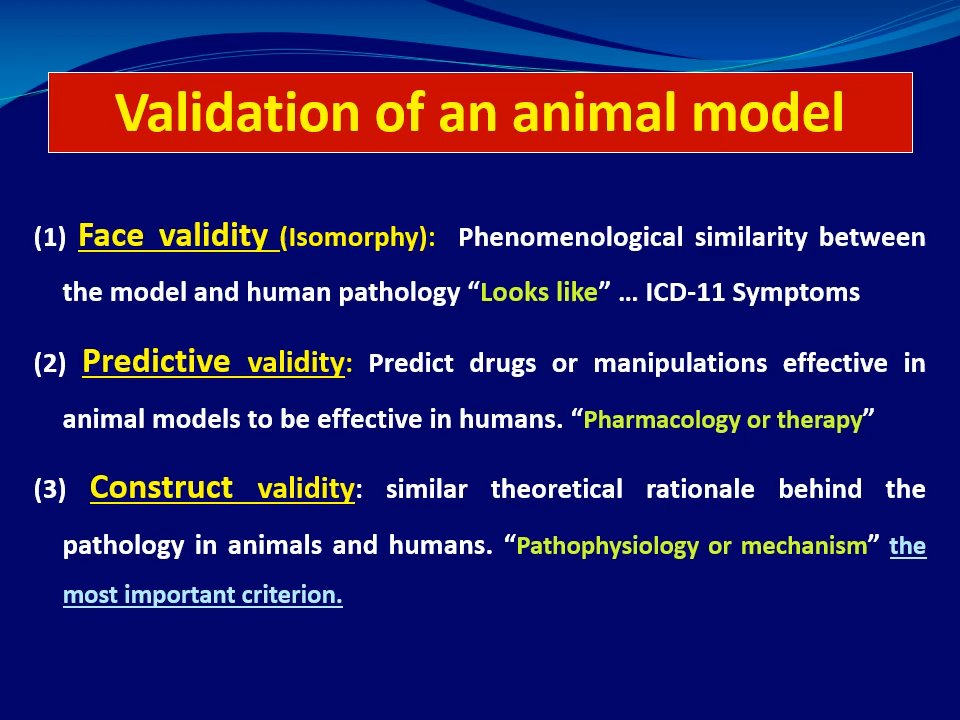 Validation of an animal model
(1) Face validity (Isomorphy): Phenomenological similarity between
the model and human pathology “Looks like” … ICD-11 Symptoms
(2) Predictive validity: Predict drugs or manipulations effective in
animal models to be effective in humans. “Pharmacology or therapy”
(3) Construct validity: similar theoretical rationale behind the
pathology in animals and humans. “Pathophysiology or mechanism” the
most important criterion.